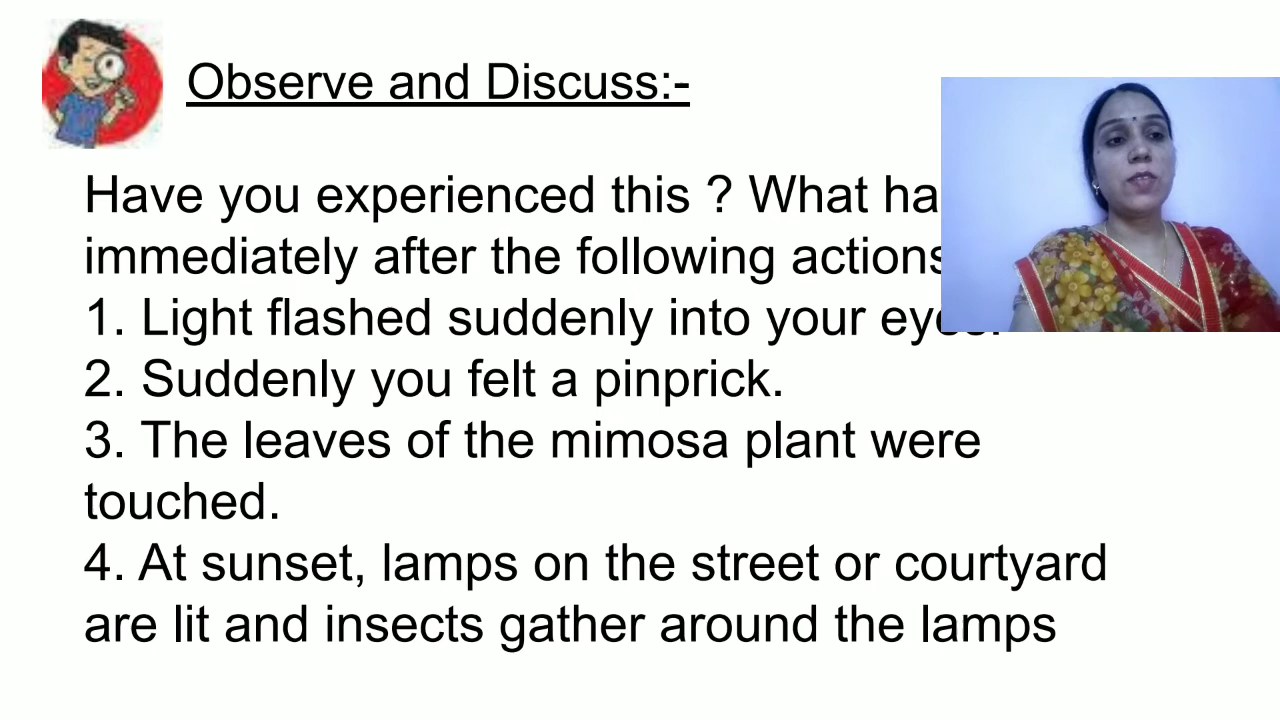 Observe and Discuss:-
Have you experienced this ? What
immediately after the following actions
1. Light flashed suddenly into your
2. Suddenly you felt a pinprick.
3. The leaves of the mimosa plant were
touched.
4. At sunset, lamps on the street or courtyard
are lit and insects gather around the lamps